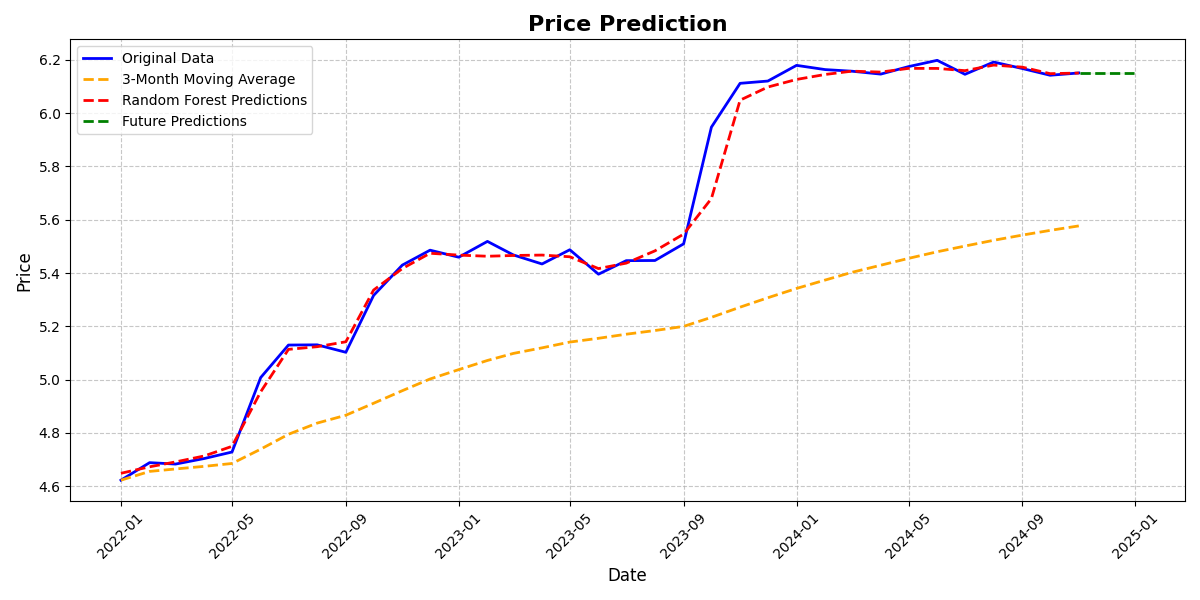 Price Prediction
Original Data
3-Month Moving Average
Random Forest Predictions
Future Predictions
Price
6.2
6.0
5.8
5.6
5.4
5.2
5.0
4.8
4.6
2022-01
2022-05
2022-09
2023-01
2023-05
2023-09
2024-01
2024-05
2024-09
2025-01
Date